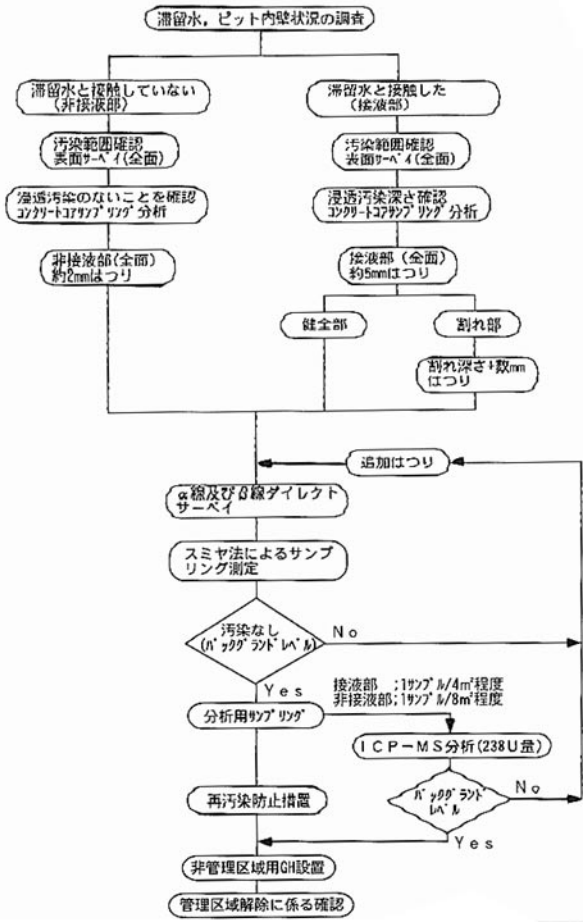 滞留水，ピット内壁状況の調査
滞留水と接触していない
(非接液部)
滞留水と接触した
(接液部)
汚染範囲確認
表面ｻｰﾍﾞｲ(全面)
汚染範囲確認
表面ｻｰﾍﾞｲ(全面)
浸透汚染のないことを確認
ｺﾝｸﾘｰﾄｺｱｻﾝﾌﾟﾘﾝｸﾞ分析
浸透汚染深さ確認
ｺﾝｸﾘｰﾄｺｱｻﾝﾌﾟﾘﾝｸﾞ分析
非接液部(全面)
約2mmはつり
接液部(全面)
約5mmはつり
健全部
割れ部
割れ深さ+数mm
はつり
追加はつり
α線及びβ線ダイレクト
サーベイ
スミヤ法によるサンプ
リング測定
汚染なし
(ﾊﾞｯｸｸﾞﾗﾝﾄﾞﾚﾍﾞﾙ)
No
Yes
接液部　;1ｻﾝﾌﾟﾙ/4m²程度
非接液部;1ｻﾝﾌﾟﾙ/8m²程度
分析用ｻﾝﾌﾟﾘﾝｸﾞ
ICP－MS分析(238U量)
ﾊﾞｯｸｸﾞﾗﾝﾄﾞ
ﾚﾍﾞﾙ
No
Yes
再汚染防止措置
非管理区域用GH設置
管理区域解除に係る確認